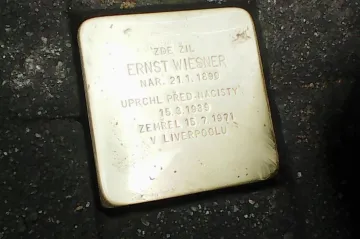 ZDE ŽIL
ERNST WIESNER
NAR. 21.1.1890
UPRCHL PŘED NACISTY
15.3.1939
ZEMŘEL 15.7.1971
V LIVERPOOLU